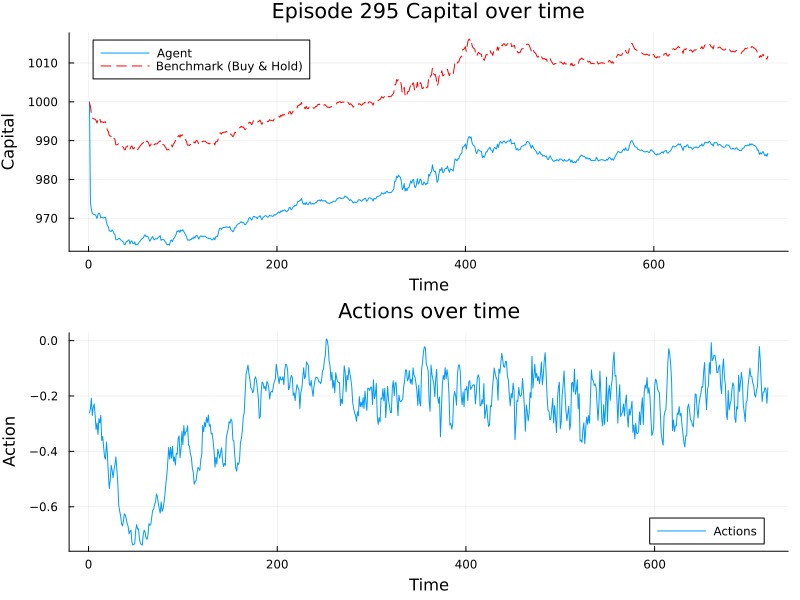 Episode 295 Capital over time
Agent
Benchmark (Buy & Hold)
1010
1000
990
980
970
Capital
0
200
400
600
Time
Actions over time
0.0
−0.2
−0.4
−0.6
Action
Actions
0
200
400
600
Time